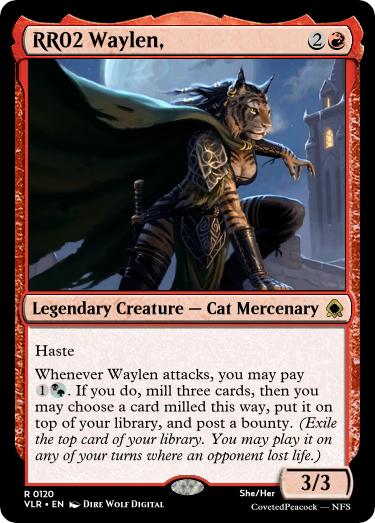 RR02 Waylen,
2
Legendary Creature — Cat Mercenary
Haste
Whenever Waylen attacks, you may pay
1. If you do, mill three cards, then you
may choose a card milled this way, put it on
top of your library, and post a bounty. (Exile
the top card of your library. You may play it on
any of your turns where an opponent lost life.)
R 0120
VLR • EN Dire Wolf Digital
She/Her
3/3
CovetedPeacock — NFS